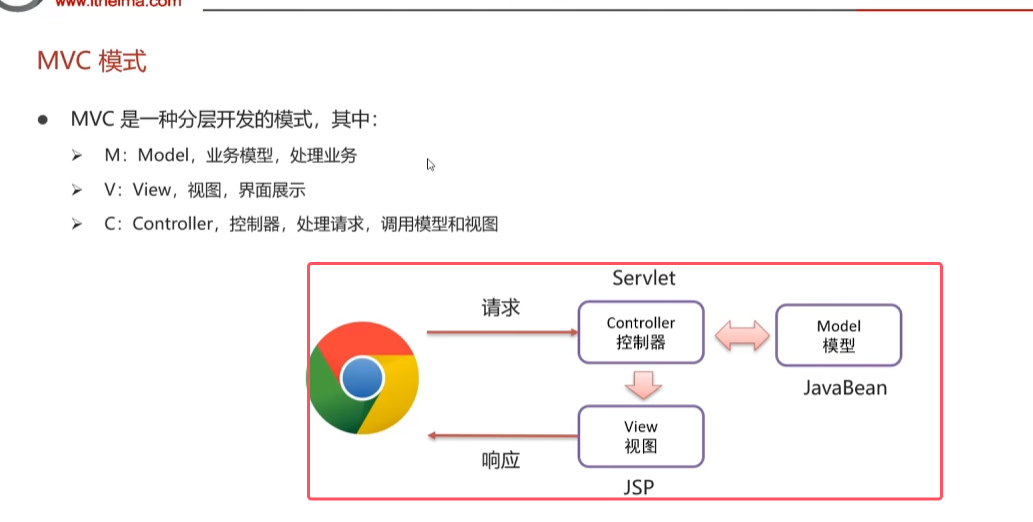 www.itheima.com
MVC 模式
● MVC 是一种分层开发的模式，其中：
➢ M：Model，业务模型，处理业务
➢ V：View，视图，界面展示
➢ C：Controller，控制器，处理请求，调用模型和视图
Servlet
请求
Controller
控制器
Model
模型
JavaBean
View
视图
响应
JSP